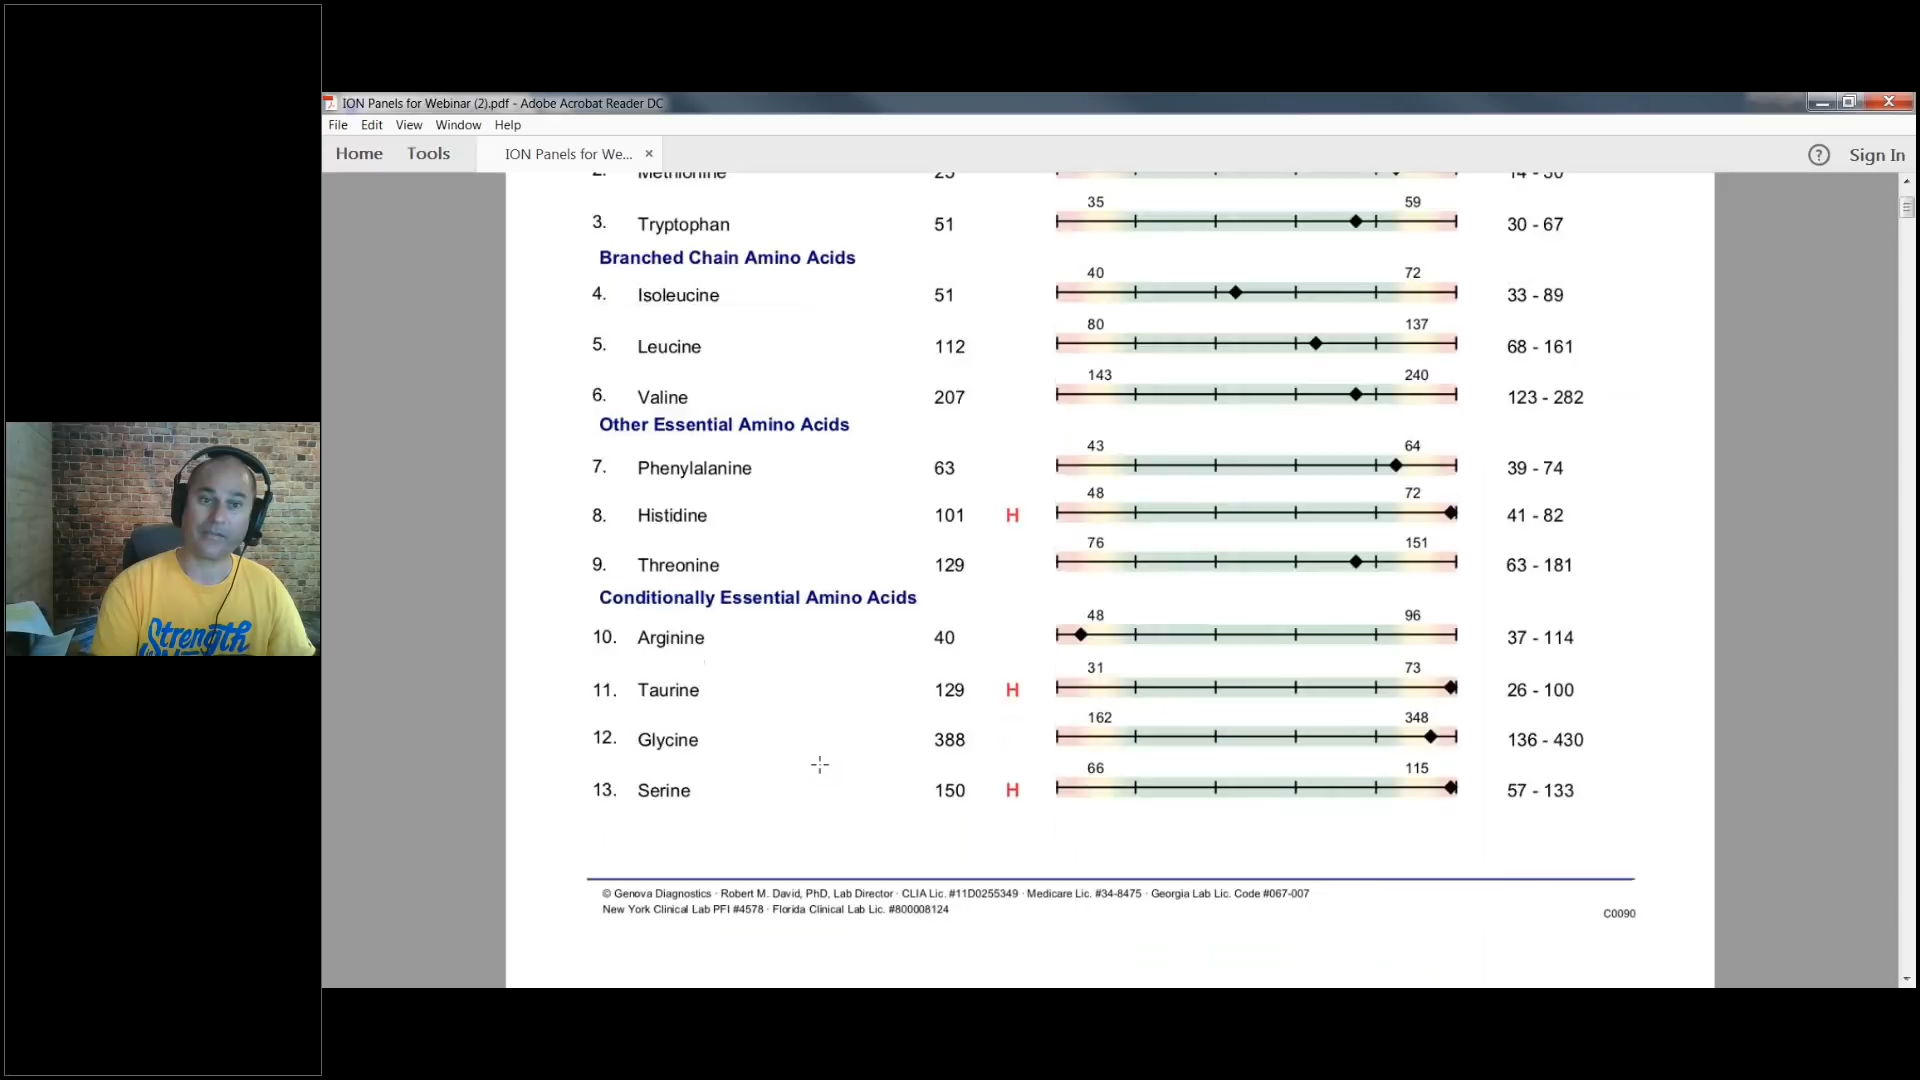 ION Panels for Webinar (2).pdf - Adobe Acrobat Reader DC
File Edit View Window Help
Home Tools ION Panels for We... × ? Sign In
2. Methionine 25 14 - 50
35 59
3. Tryptophan 51 30 - 67
Branched Chain Amino Acids
40 72
4. Isoleucine 51 33 - 89
80 137
5. Leucine 112 68 - 161
143 240
6. Valine 207 123 - 282
Other Essential Amino Acids
43 64
7. Phenylalanine 63 39 - 74
48 72
8. Histidine 101 H 41 - 82
76 151
9. Threonine 129 63 - 181
Conditionally Essential Amino Acids
48 96
10. Arginine 40 37 - 114
31 73
11. Taurine 129 H 26 - 100
162 348
12. Glycine 388 136 - 430
66 115
13. Serine 150 H 57 - 133
Strength
© Genova Diagnostics · Robert M. David, PhD, Lab Director · CLIA Lic. #11D0255349 · Medicare Lic. #34-8475 · Georgia Lab Lic. Code #067-007
New York Clinical Lab PFI #4578 · Florida Clinical Lab Lic. #800008124
C0090